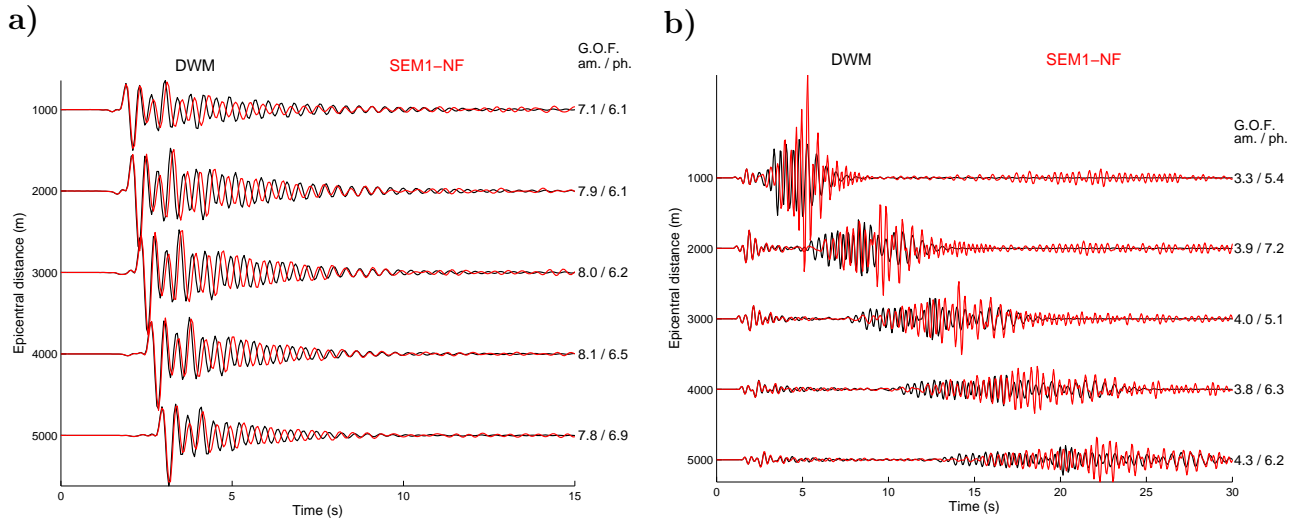 a)
DWM SEM1−NF
G.O.F.
am. / ph.
Epicentral distance (m)
1000 7.1 / 6.1
2000 7.9 / 6.1
3000 8.0 / 6.2
4000 8.1 / 6.5
5000 7.8 / 6.9
0 5 10 15
Time (s)
b)
DWM SEM1−NF
G.O.F.
am. / ph.
Epicentral distance (m)
1000 3.3 / 5.4
2000 3.9 / 7.2
3000 4.0 / 5.1
4000 3.8 / 6.3
5000 4.3 / 6.2
0 5 10 15 20 25 30
Time (s)